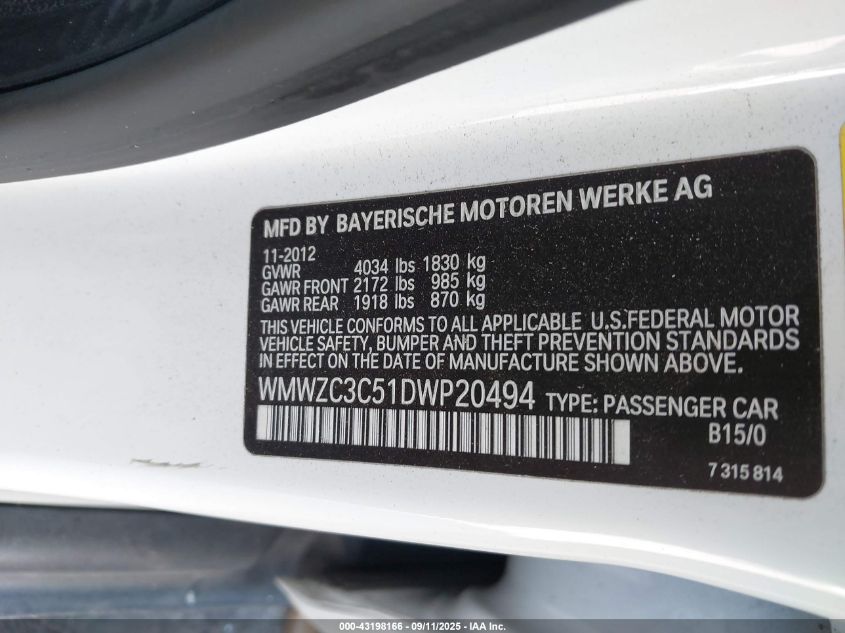 MFD BY BAYERISCHE MOTOREN WERKE AG
11-2012
GVWR 4034 lbs 1830 kg
GAWR FRONT 2172 lbs 985 kg
GAWR REAR 1918 lbs 870 kg
THIS VEHICLE CONFORMS TO ALL APPLICABLE U.S.FEDERAL MOTOR
VEHICLE SAFETY, BUMPER AND THEFT PREVENTION STANDARDS
IN EFFECT ON THE DATE OF MANUFACTURE SHOWN ABOVE.
WMWZC3C51DWP20494 TYPE: PASSENGER CAR
B15/0
7 315 814
000-43198166 - 09/11/2025 - IAA Inc.